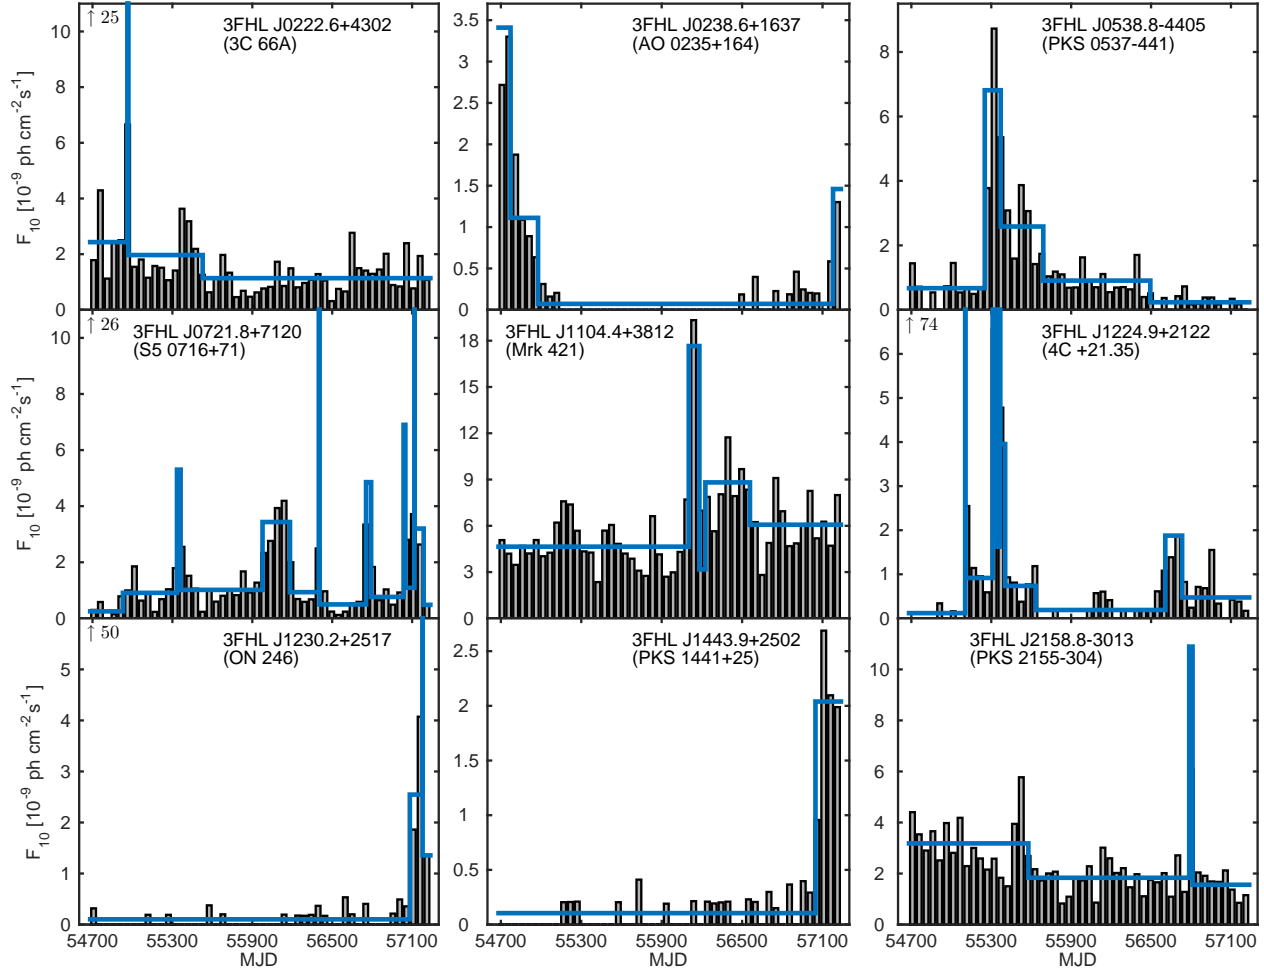 ↑ 25
3FHL J0222.6+4302
(3C 66A)
F10 [10-9 ph cm-2s-1]
10
8
6
4
2
0
3FHL J0238.6+1637
(AO 0235+164)
3.5
3
2.5
2
1.5
1
0.5
0
3FHL J0538.8-4405
(PKS 0537-441)
8
6
4
2
0
↑ 26
3FHL J0721.8+7120
(S5 0716+71)
F10 [10-9 ph cm-2s-1]
10
8
6
4
2
0
3FHL J1104.4+3812
(Mrk 421)
18
15
12
9
6
3
↑ 74
3FHL J1224.9+2122
(4C +21.35)
6
5
4
3
2
1
0
↑ 50
3FHL J1230.2+2517
(ON 246)
F10 [10-9 ph cm-2s-1]
5
4
3
2
1
0
54700 55300 55900 56500 57100
MJD
3FHL J1443.9+2502
(PKS 1441+25)
2.5
2
1.5
1
0.5
0
54700 55300 55900 56500 57100
MJD
3FHL J2158.8-3013
(PKS 2155-304)
10
8
6
4
2
0
54700 55300 55900 56500 57100
MJD